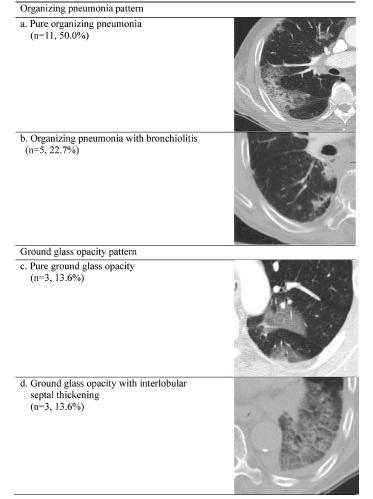 Organizing pneumonia pattern
a. Pure organizing pneumonia
(n=11, 50.0%)
b. Organizing pneumonia with bronchiolitis
(n=5, 22.7%)
Ground glass opacity pattern
c. Pure ground glass opacity
(n=3, 13.6%)
d. Ground glass opacity with interlobular
septal thickening
(n=3, 13.6%)